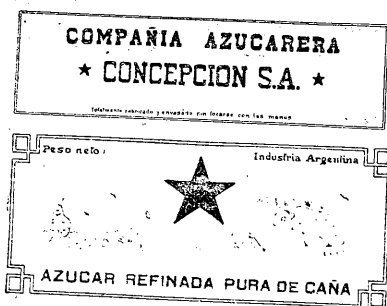 COMPAÑIA AZUCARERA
★ CONCEPCION S.A. ★
Totalmente fabricado y envasado sin tocarse con las manos
Peso neto:
Industria Argentina
AZUCAR REFINADA PURA DE CAÑA